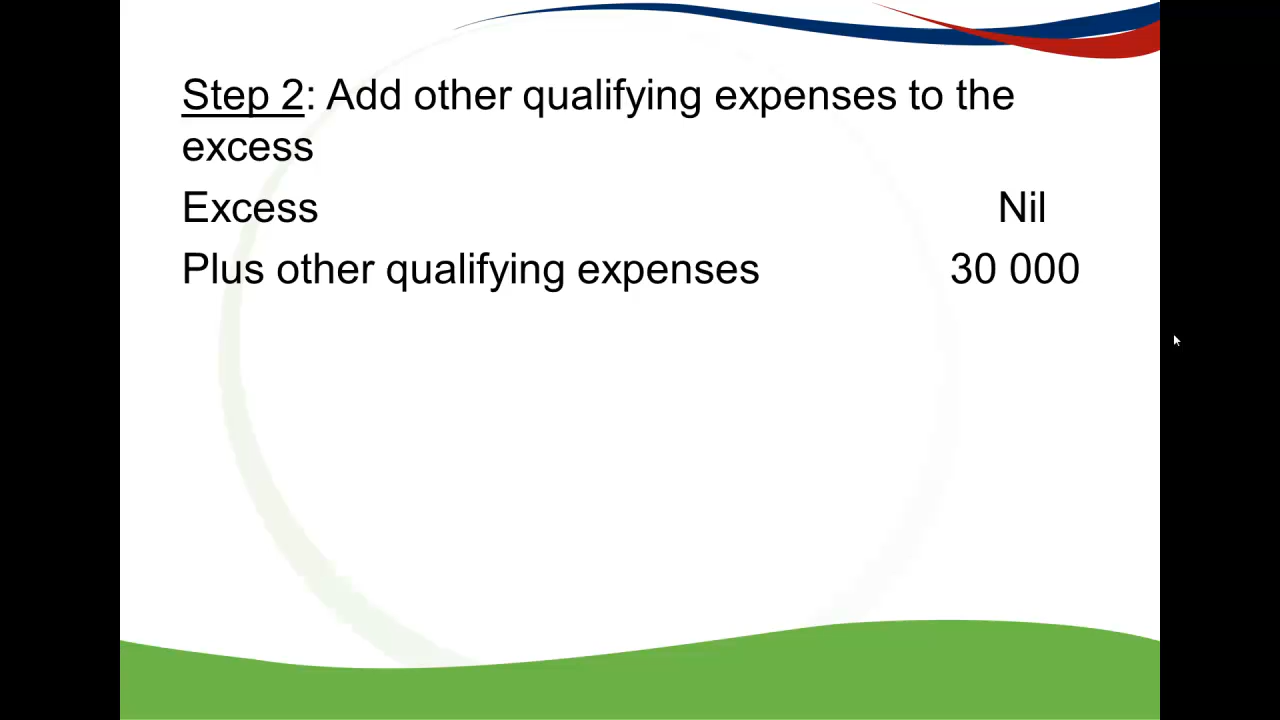 Step 2: Add other qualifying expenses to the
excess
Excess Nil
Plus other qualifying expenses 30 000